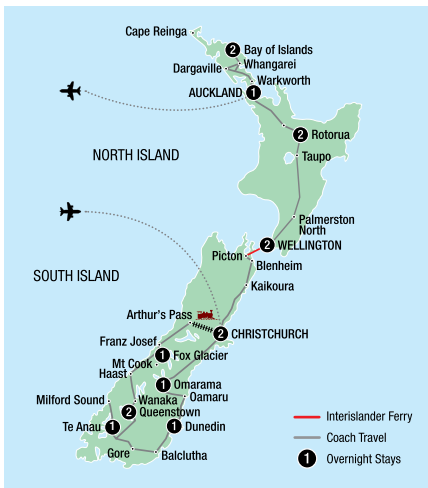 Cape Reinga
2
Bay of Islands
Whangarei
Dargaville
Warkworth
AUCKLAND
1
2
Rotorua
Taupo
NORTH ISLAND
Palmerston
North
2
WELLINGTON
Picton
Blenheim
SOUTH ISLAND
Kaikoura
Arthur's Pass
2
CHRISTCHURCH
Franz Josef
1
Fox Glacier
Mt Cook
Haast
1
Omarama
Oamaru
Milford Sound
Wanaka
2
Queenstown
Te Anau
1
1
Dunedin
Gore
Balclutha
Interislander Ferry
Coach Travel
1
Overnight Stays